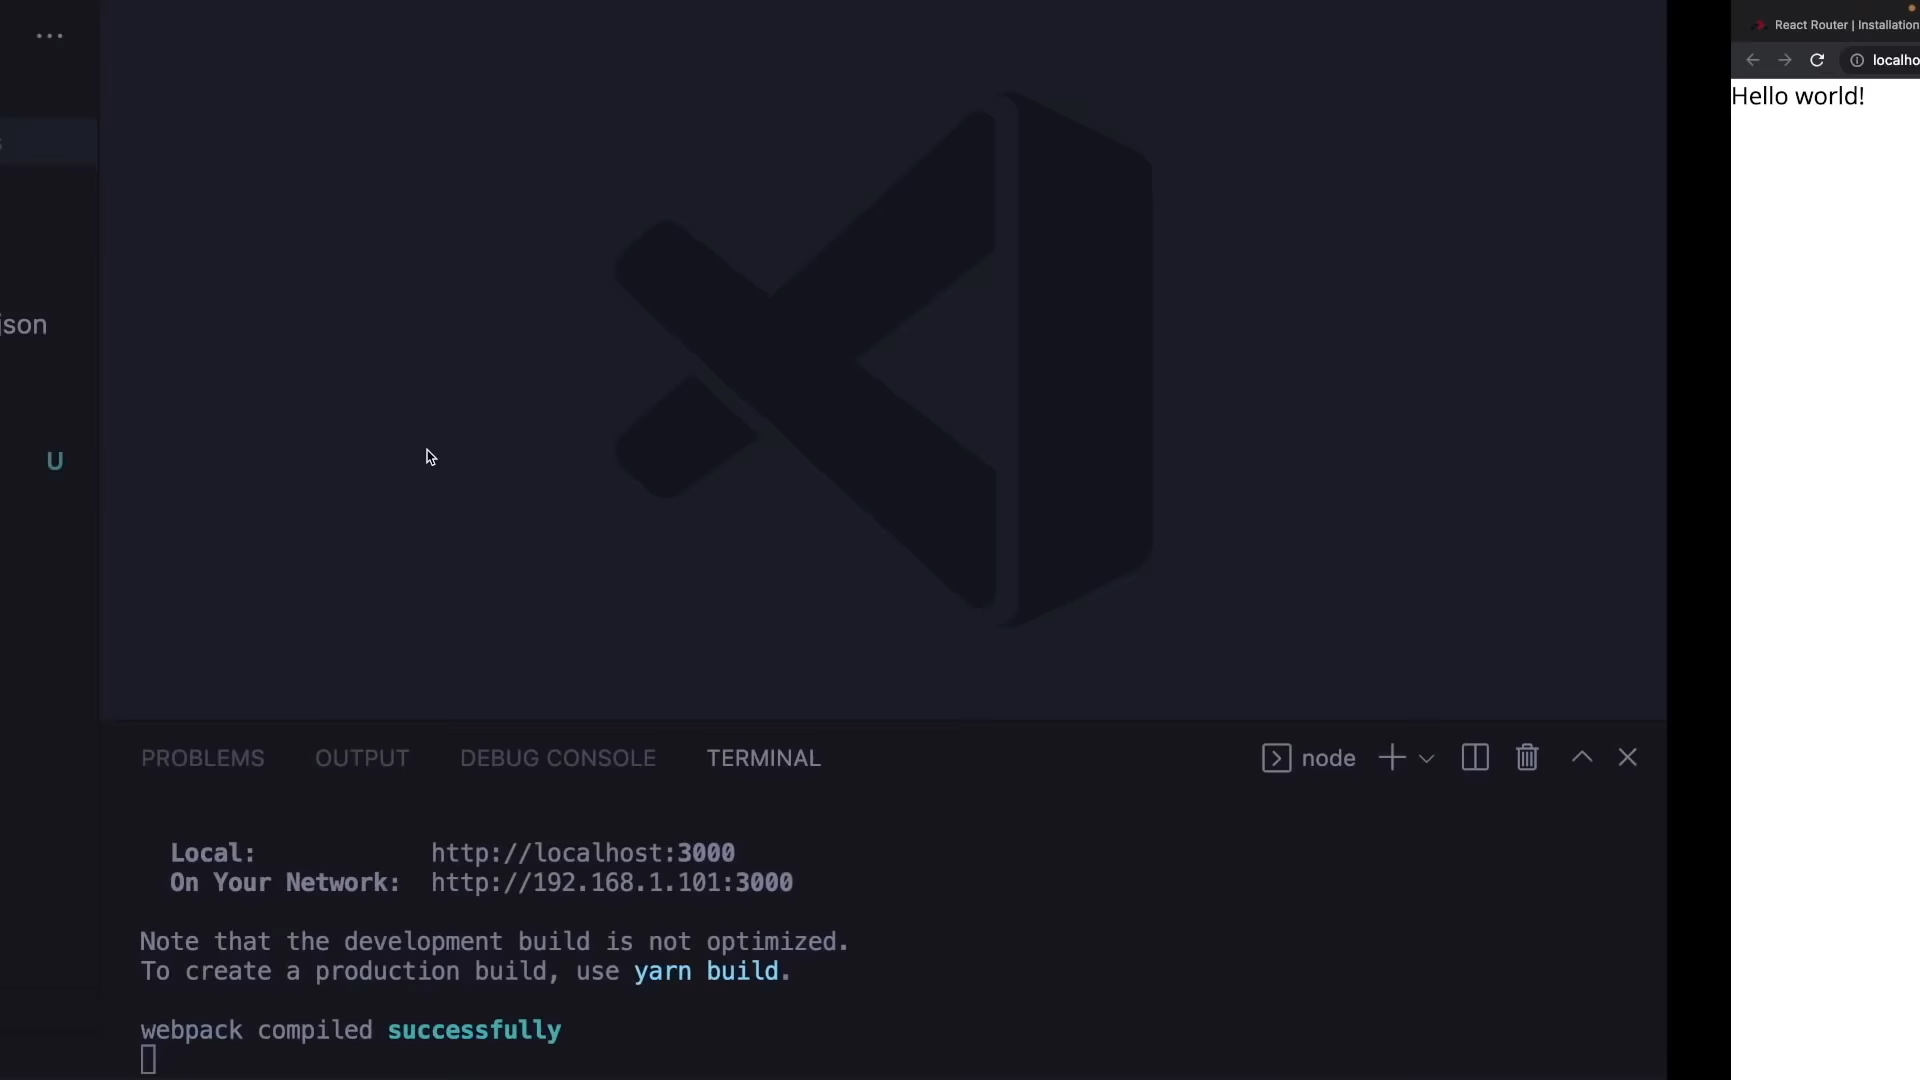 ...
React Router | Installation
localho
Hello world!
json
U
PROBLEMS OUTPUT DEBUG CONSOLE TERMINAL
node
Local: http://localhost:3000
On Your Network: http://192.168.1.101:3000
Note that the development build is not optimized.
To create a production build, use yarn build.
webpack compiled successfully